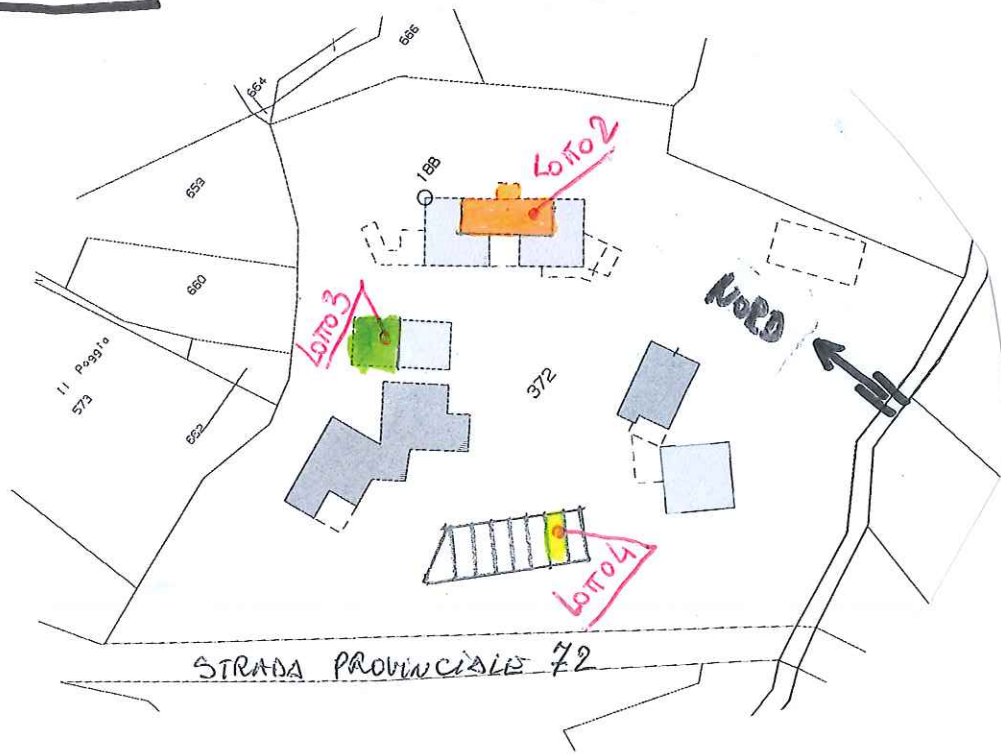 666
664
188
Lotto 2
659
660
NORD
Lotto 3
Il Poggio
573
372
662
Lotto 4
STRADA PROVINCIALE 72